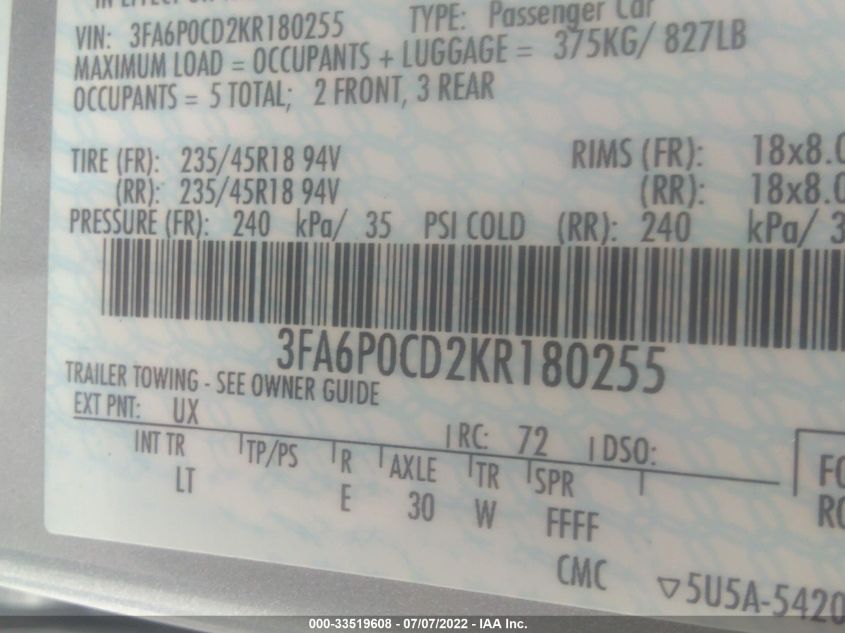 VIN: 3FA6P0CD2KR180255 TYPE: Passenger Car
MAXIMUM LOAD = OCCUPANTS + LUGGAGE = 375KG/ 827LB
OCCUPANTS = 5 TOTAL; 2 FRONT, 3 REAR
TIRE (FR): 235/45R18 94V RIMS (FR): 18x8.0
(RR): 235/45R18 94V (RR): 18x8.0
PRESSURE (FR): 240 kPa/ 35 PSI COLD (RR): 240 kPa/ 3
3FA6P0CD2KR180255
TRAILER TOWING - SEE OWNER GUIDE
EXT PNT: UX RC: 72 DSO:
INT TR TP/PS R AXLE TR SPR
LT E 30 W FFFF
CMC
FO
RO
▽5U5A-5420
000-33519608 - 07/07/2022 - IAA Inc.